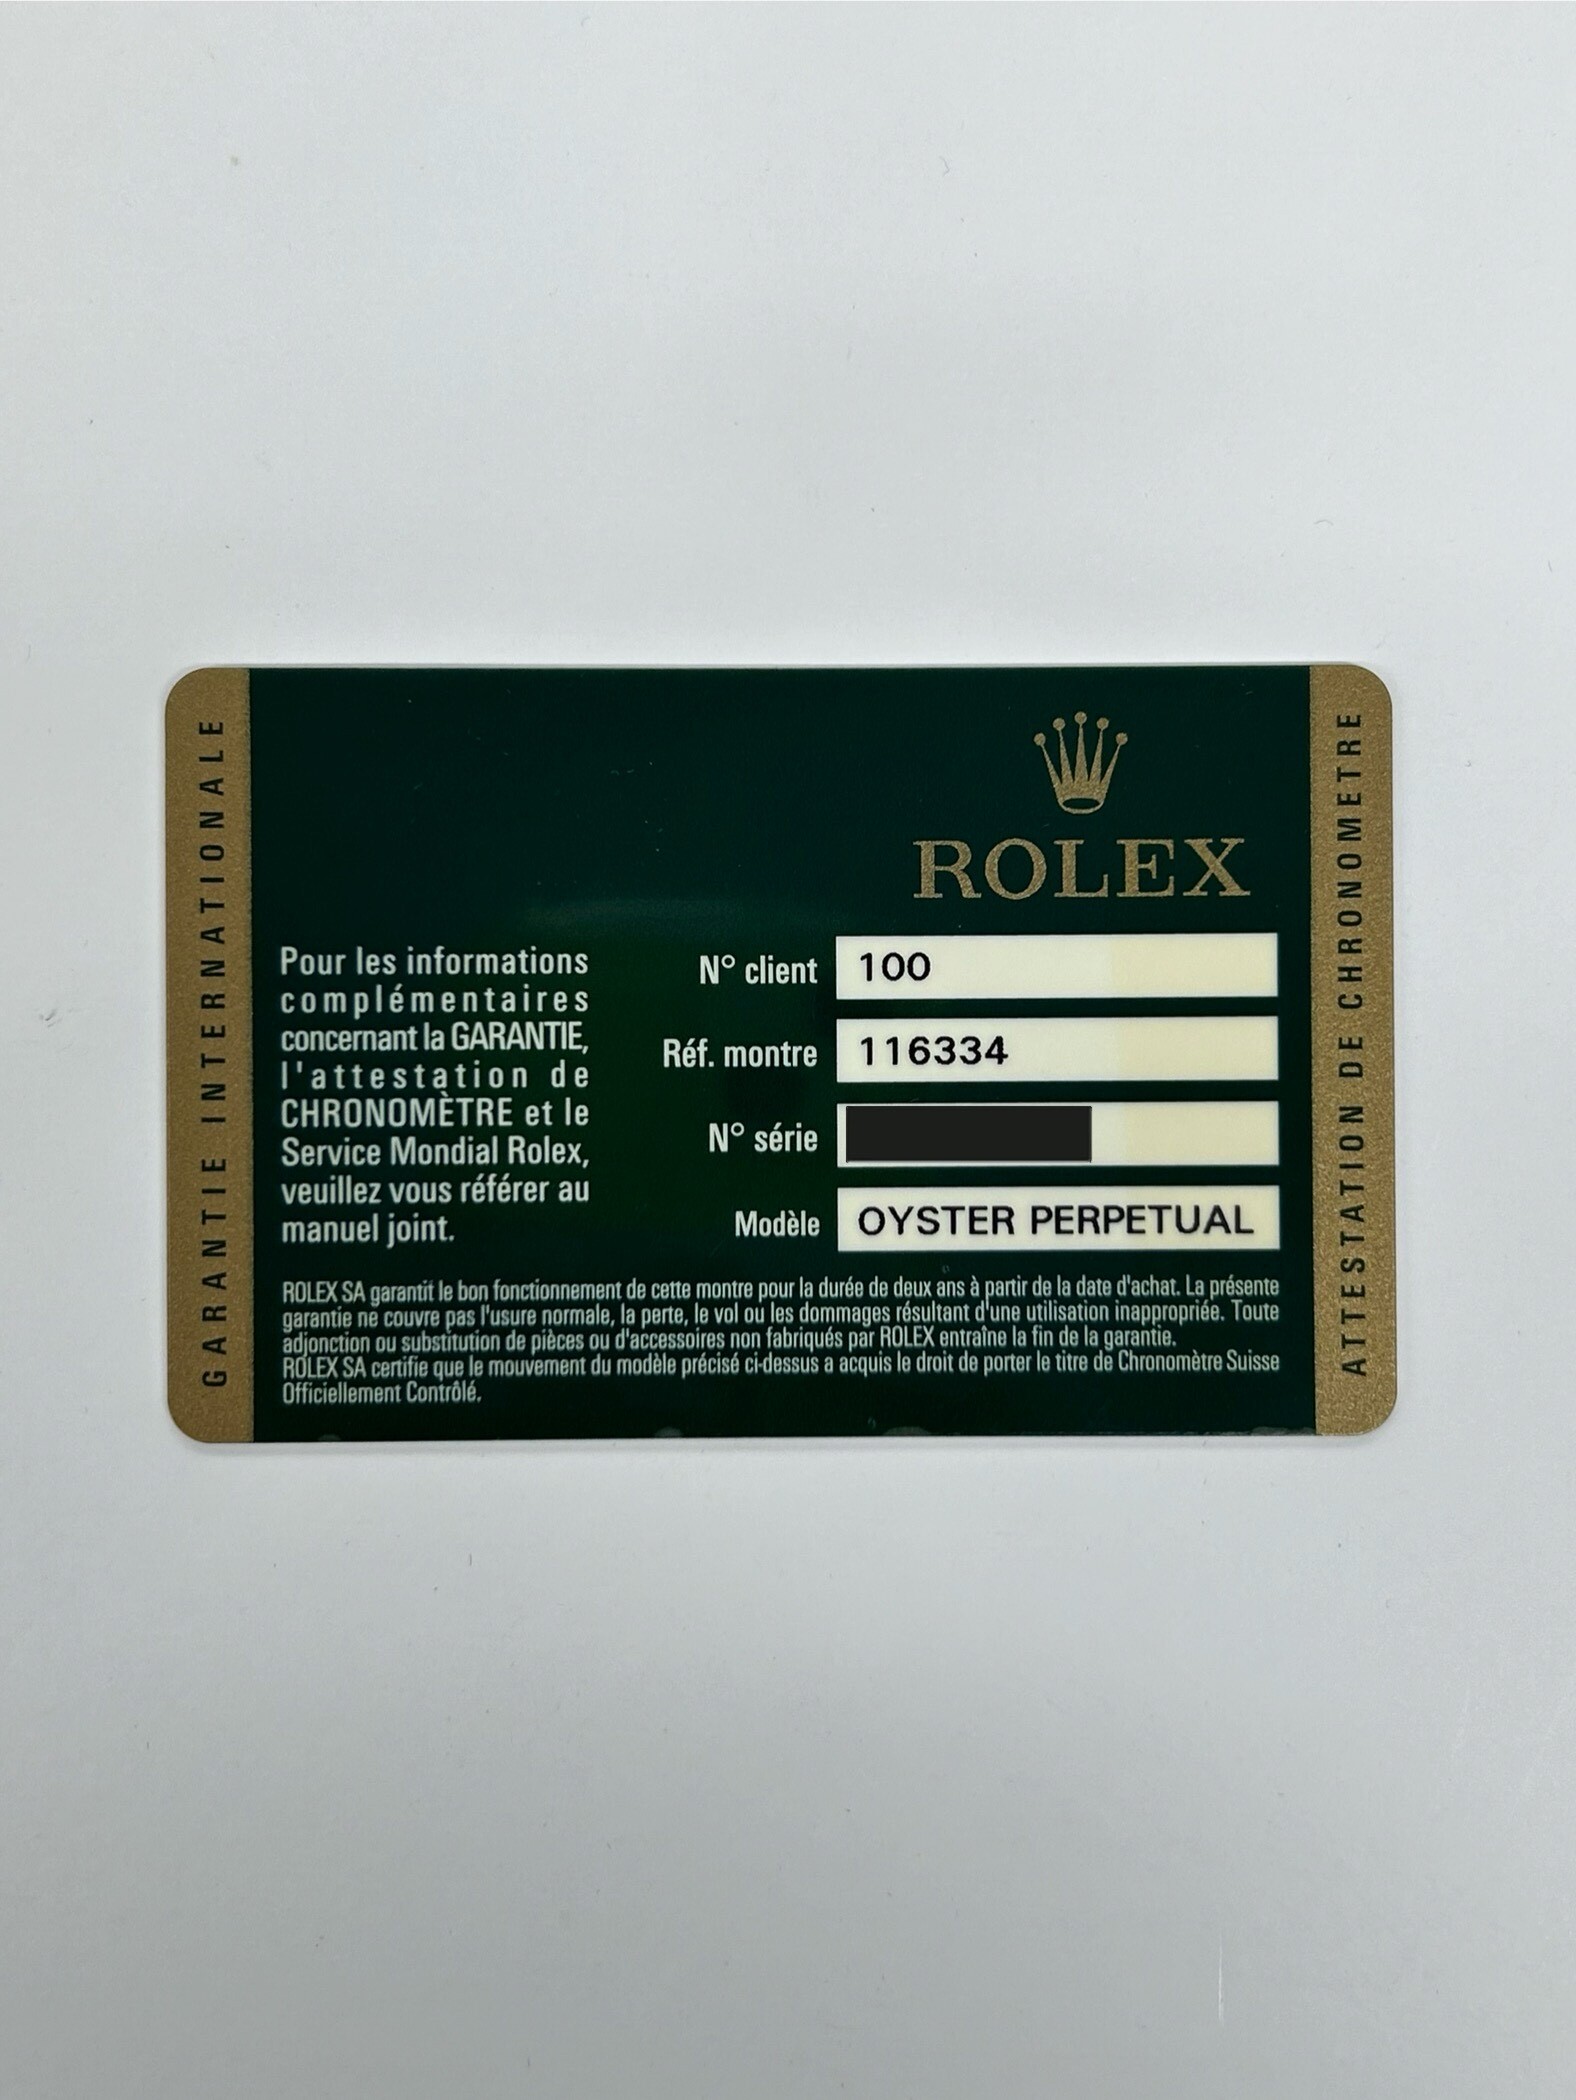 GARANTIE INTERNATIONALE
ROLEX
Pour les informations
complémentaires
concernant la GARANTIE,
l'attestation de
CHRONOMÈTRE et le
Service Mondial Rolex,
veuillez vous référer au
manuel joint.
N° client 100
Réf. montre 116334
N° série
Modèle OYSTER PERPETUAL
ROLEX SA garantit le bon fonctionnement de cette montre pour la durée de deux ans à partir de la date d'achat. La présente
garantie ne couvre pas l'usure normale, la perte, le vol ou les dommages résultant d'une utilisation inappropriée. Toute
adjonction ou substitution de pièces ou d'accessoires non fabriqués par ROLEX entraîne la fin de la garantie.
ROLEX SA certifie que le mouvement du modèle précisé ci-dessus a acquis le droit de porter le titre de Chronomètre Suisse
Officiellement Contrôlé.
ATTESTATION DE CHRONOMETRE